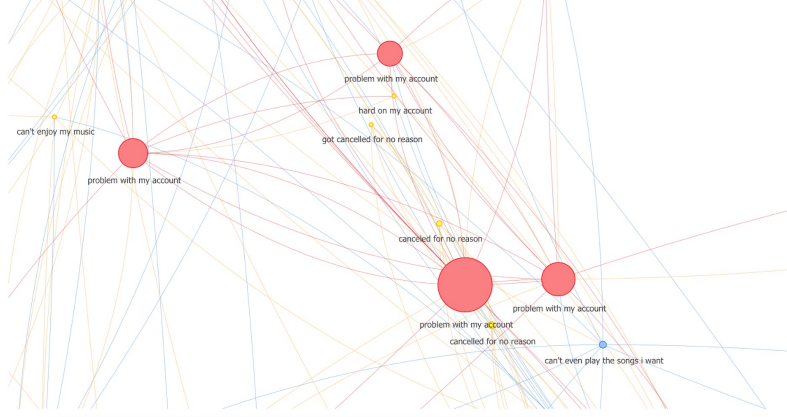 problem with my account
hard on my account
can't enjoy my music
got cancelled for no reason
problem with my account
canceled for no reason
problem with my account
problem with my account
cancelled for no reason
can't even play the songs i want